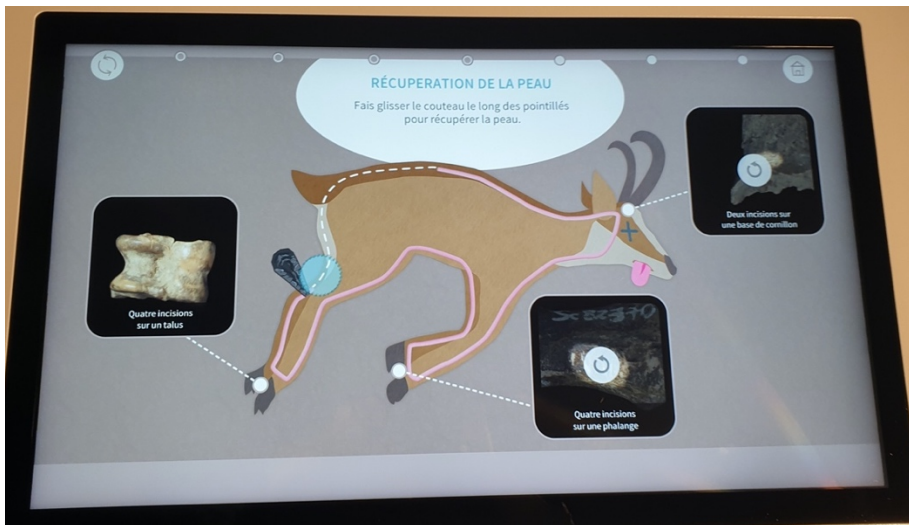 RÉCUPERATION DE LA PEAU
Fais glisser le couteau le long des pointillés
pour récupérer la peau.
Deux incisions sur
une base de cornillon
Quatre incisions
sur un talus
Quatre incisions
sur une phalange